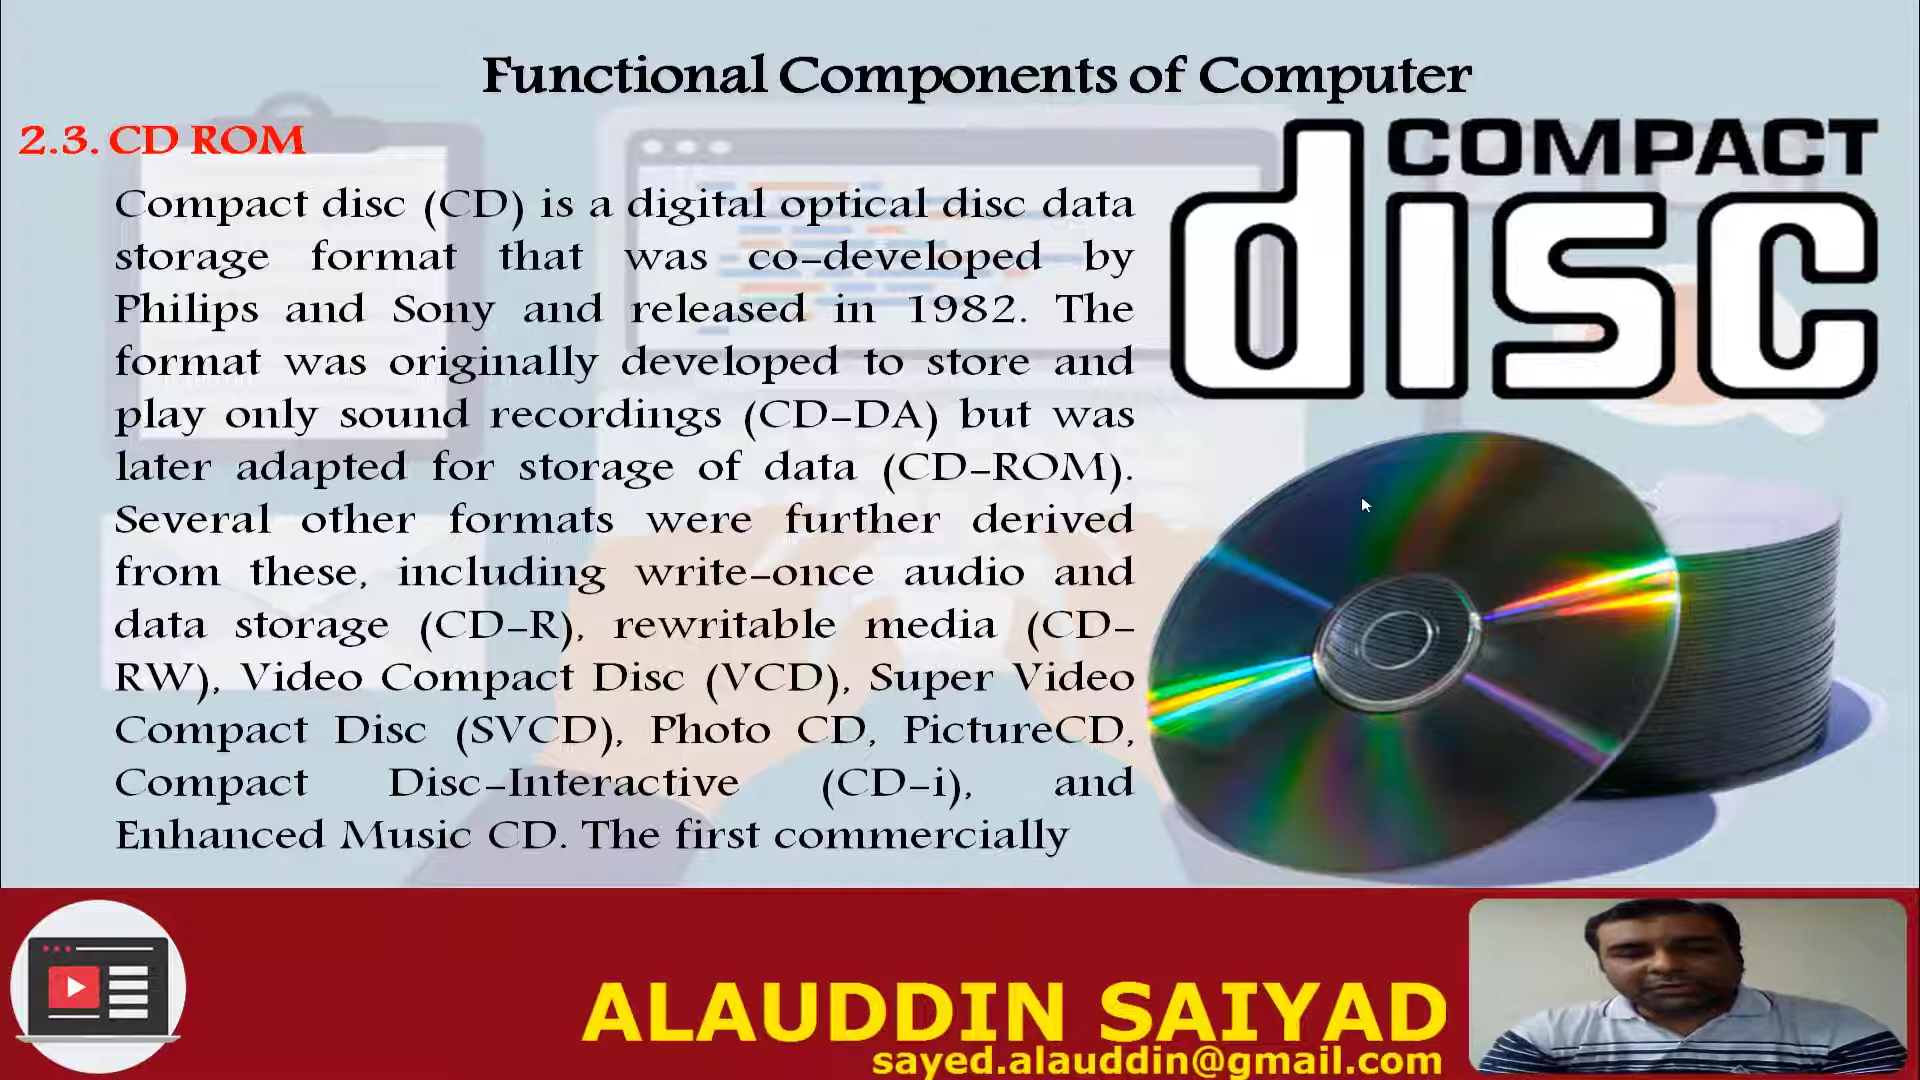 Functional Components of Computer
2.3. CD ROM
Compact disc (CD) is a digital optical disc data
storage format that was co-developed by
Philips and Sony and released in 1982. The
format was originally developed to store and
play only sound recordings (CD-DA) but was
later adapted for storage of data (CD-ROM).
Several other formats were further derived
from these, including write-once audio and
data storage (CD-R), rewritable media (CD-
RW), Video Compact Disc (VCD), Super Video
Compact Disc (SVCD), Photo CD, PictureCD,
Compact Disc-Interactive (CD-i), and
Enhanced Music CD. The first commercially
COMPACT
disc
ALAUDDIN SAIYAD
sayed.alauddin@gmail.com